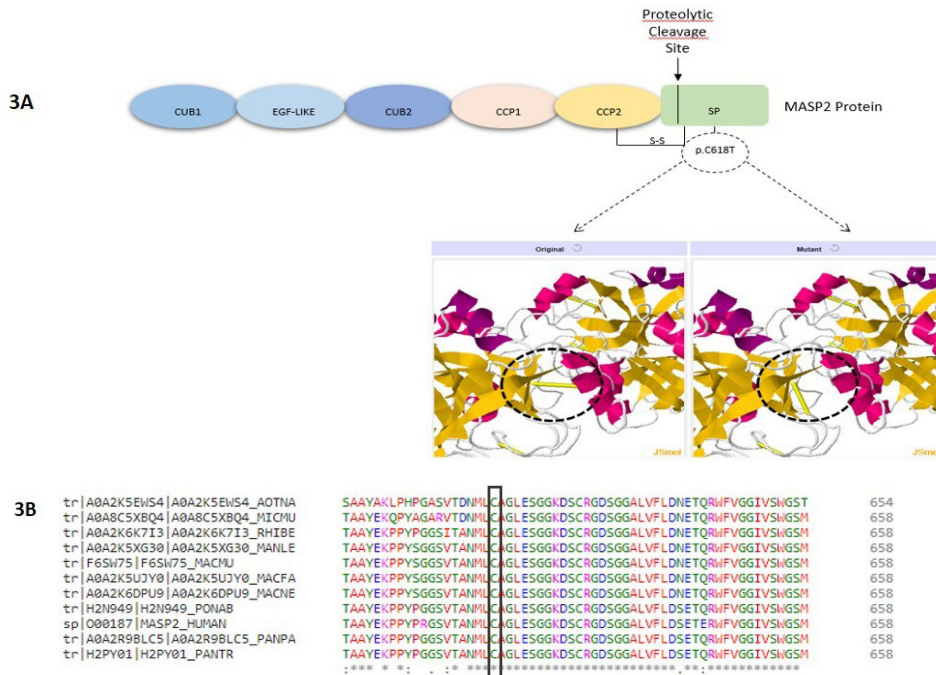 Proteolytic
Cleavage
Site
3A
CUB1 EGF-LIKE CUB2 CCP1 CCP2 SP MASP2 Protein
S-S
p.C618T
Original Mutant
JSmol JSmol
3B
tr|A0A2K5EWS4|A0A2K5EWS4_AOTNA SAAYAKLPHPGASVTDNMLCAGLESGGKDSCRGDSGGALVFLDNETQRWFVGGIVSWGST 654
tr|A0A8C5XBQ4|A0A8C5XBQ4_MICMU TAAYEKQPYAGARVTDNMLCAGLESGGKDSCRGDSGGALVFLDNETQRWFVGGIVSWGSM 658
tr|A0A2K6K7I3|A0A2K6K7I3_RHIBE TAAYEKPPYPGGSITANMLCAGLESGGKDSCRGDSGGALVFLDNETQRWFVGGIVSWGSM 658
tr|A0A2K5XG30|A0A2K5XG30_MANLE TAAYEKPPYSGGSVTANMLCAGLESGGKDSCRGDSGGALVFLDNETQRWFVGGIVSWGSM 658
tr|F6SW75|F6SW75_MACMU TAAYEKPPYSGGSVTANMLCAGLESGGKDSCRGDSGGALVFLDNETQRWFVGGIVSWGSM 658
tr|A0A2K5UJY0|A0A2K5UJY0_MACFA TAAYEKPPYSGGSVTANMLCAGLESGGKDSCRGDSGGALVFLDNETQRWFVGGIVSWGSM 658
tr|A0A2K6DPU9|A0A2K6DPU9_MACNE TAAYEKPPYSGGSVTANMLCAGLESGGKDSCRGDSGGALVFLDNETQRWFVGGIVSWGSM 658
tr|H2N949|H2N949_PONAB TAAYEKPPYPGGSVTANMLCAGLESGGKDSCRGDSGGALVFLDSETQRWFVGGIVSWGSM 658
sp|O00187|MASP2_HUMAN TAAYEKPPYPRGSVTANMLCAGLESGGKDSCRGDSGGALVFLDSETERWFVGGIVSWGSM 658
tr|A0A2R9BLC5|A0A2R9BLC5_PANPA TAAYEKPPYPGGSVTANMLCAGLESGGKDSCRGDSGGALVFLDSETQRWFVGGIVSWGSM 658
tr|H2PY01|H2PY01_PANTR TAAYEKPPYPGGSVTANMLCAGLESGGKDSCRGDSGGALVFLDSETQRWFVGGIVSWGSM 658
:*** * *: . :* *************************** .**:*************